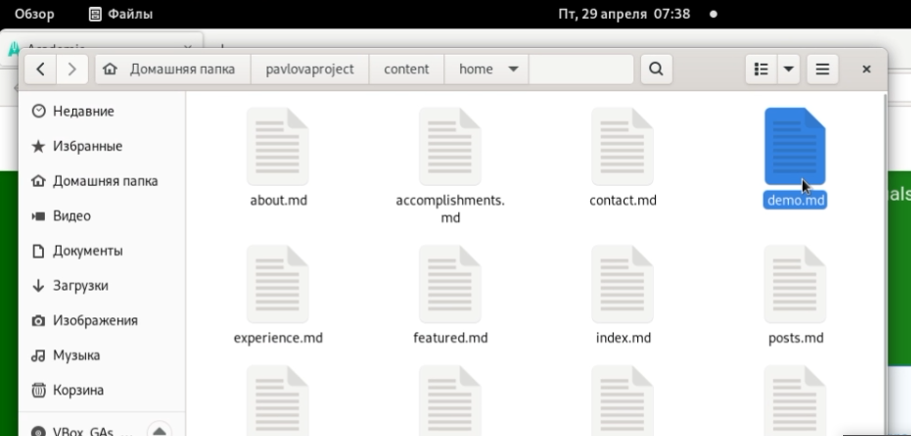 Обзор Файлы Пт, 29 апреля 07:38
Academic
Домашняя папка pavlovaproject content home
Недавние
Избранные
Домашняя папка
Видео
Документы
Загрузки
Изображения
Музыка
Корзина
VBox_GAs_...
about.md accomplishments.
md contact.md demo.md
als
experience.md featured.md index.md posts.md